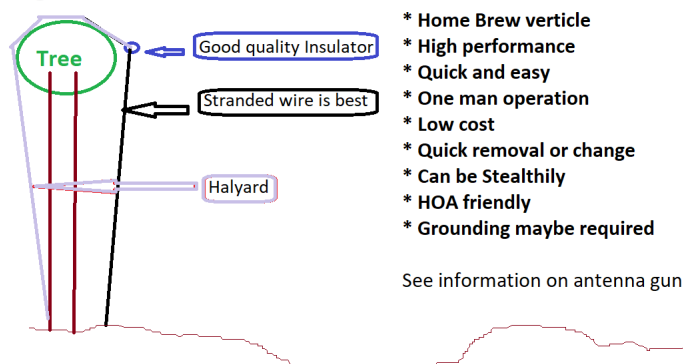 Tree
Good quality Insulator
Stranded wire is best
Halyard
* Home Brew verticle
* High performance
* Quick and easy
* One man operation
* Low cost
* Quick removal or change
* Can be Stealthily
* HOA friendly
* Grounding maybe required
See information on antenna gun